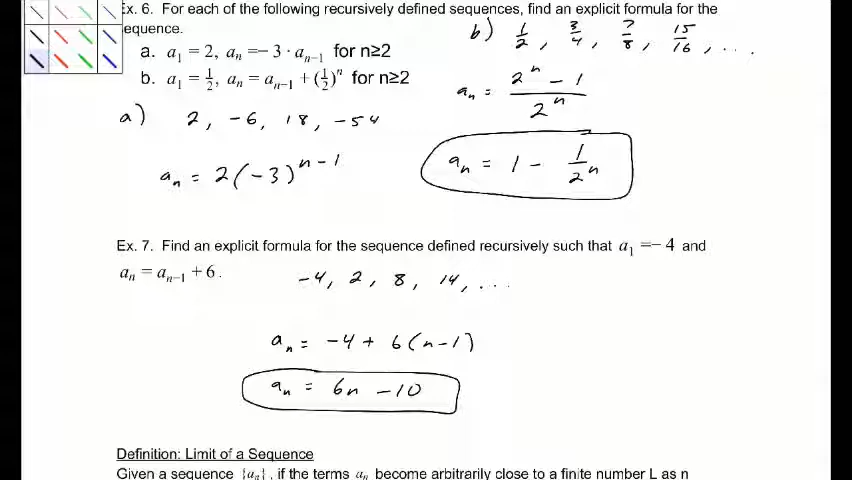 Ex. 6. For each of the following recursively defined sequences, find an explicit formula for the
sequence.
a. a₁ = 2, aₙ = −3 · aₙ₋₁ for n≥2
b. a₁ = 1/2, aₙ = aₙ₋₁ + (1/2)ⁿ for n≥2
a) 2, -6, 18, -54
aₙ = 2(-3)ⁿ⁻¹
b) 1/2, 3/4, 7/8, 15/16, ...
aₙ = (2ⁿ - 1)/2ⁿ
aₙ = 1 - 1/2ⁿ
Ex. 7. Find an explicit formula for the sequence defined recursively such that a₁ = −4 and
aₙ = aₙ₋₁ + 6.
-4, 2, 8, 14, ...
aₙ = -4 + 6(n-1)
aₙ = 6n - 10
Definition: Limit of a Sequence
Given a sequence {aₙ}, if the terms aₙ become arbitrarily close to a finite number L as n